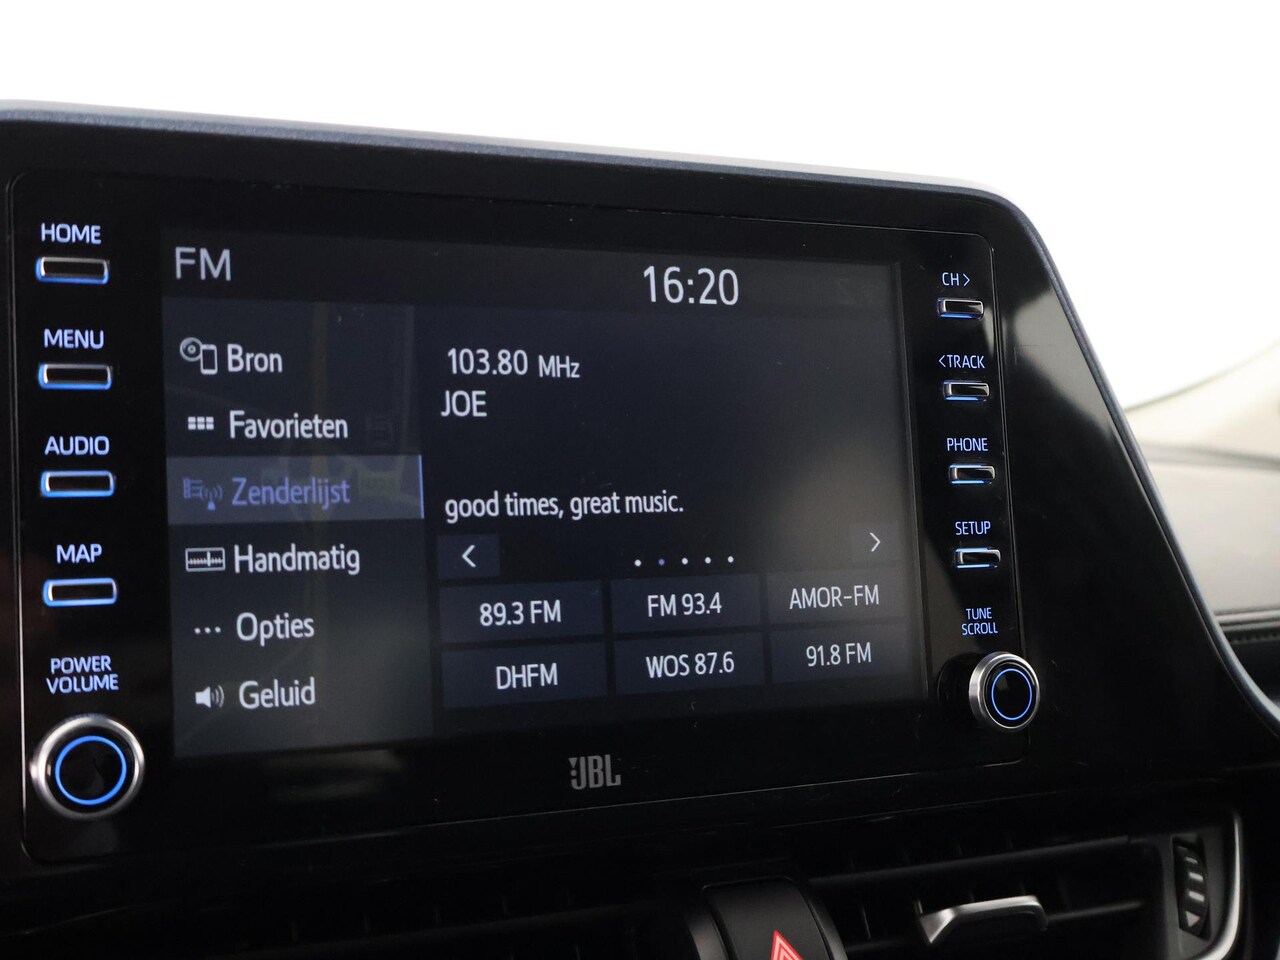 HOME
MENU
AUDIO
MAP
POWER
VOLUME
FM
16:20
Bron
Favorieten
Zenderlijst
Handmatig
Opties
Geluid
103.80 MHz
JOE
good times, great music.
89.3 FM
FM 93.4
AMOR-FM
DHFM
WOS 87.6
91.8 FM
JBL
CH>
<TRACK
PHONE
SETUP
TUNE
SCROLL